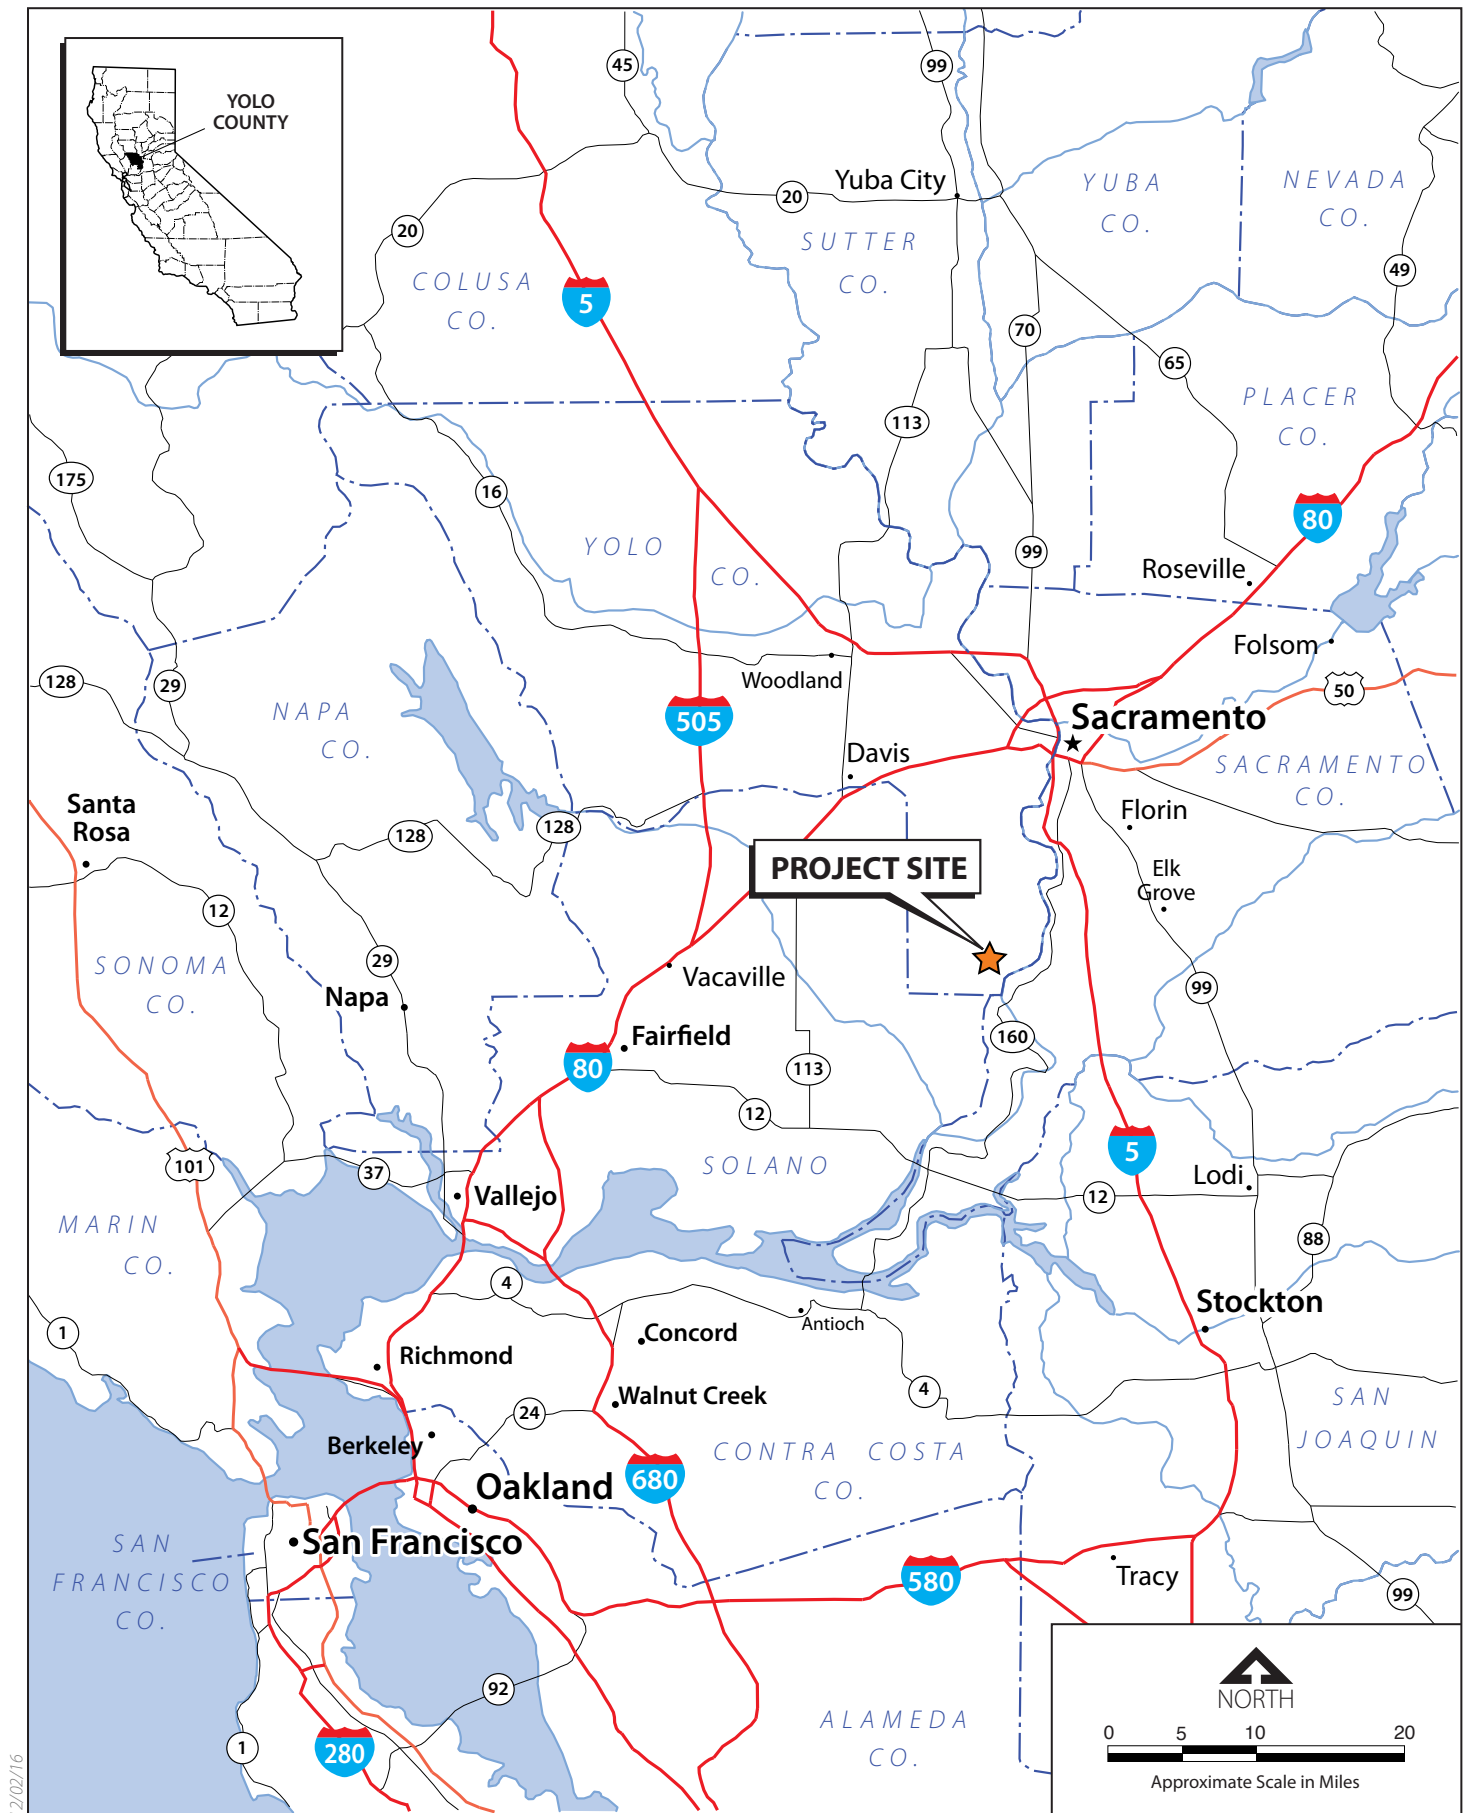 YOLO
COUNTY
45
99
20
Yuba City
YUBA
CO.
NEVADA
CO.
20
SUTTER
CO.
COLUSA
CO.
5
49
70
65
PLACER
CO.
113
175
16
80
YOLO
CO.
99
Roseville
Folsom
128
29
Woodland
50
NAPA
CO.
505
Sacramento
Davis
SACRAMENTO
CO.
Santa
Rosa
128
128
Florin
PROJECT SITE
Elk
Grove
12
SONOMA
CO.
29
Napa
Vacaville
99
Fairfield
160
80
113
12
5
101
37
SOLANO
Lodi
Vallejo
12
MARIN
CO.
88
4
Stockton
1
Concord
Antioch
Richmond
Walnut Creek
4
SAN
JOAQUIN
24
Berkeley
CONTRA COSTA
CO.
680
Oakland
SAN
FRANCISCO
CO.
San Francisco
580
Tracy
99
92
NORTH
ALAMEDA
CO.
1
280
0 5 10 20
Approximate Scale in Miles
2/02/16